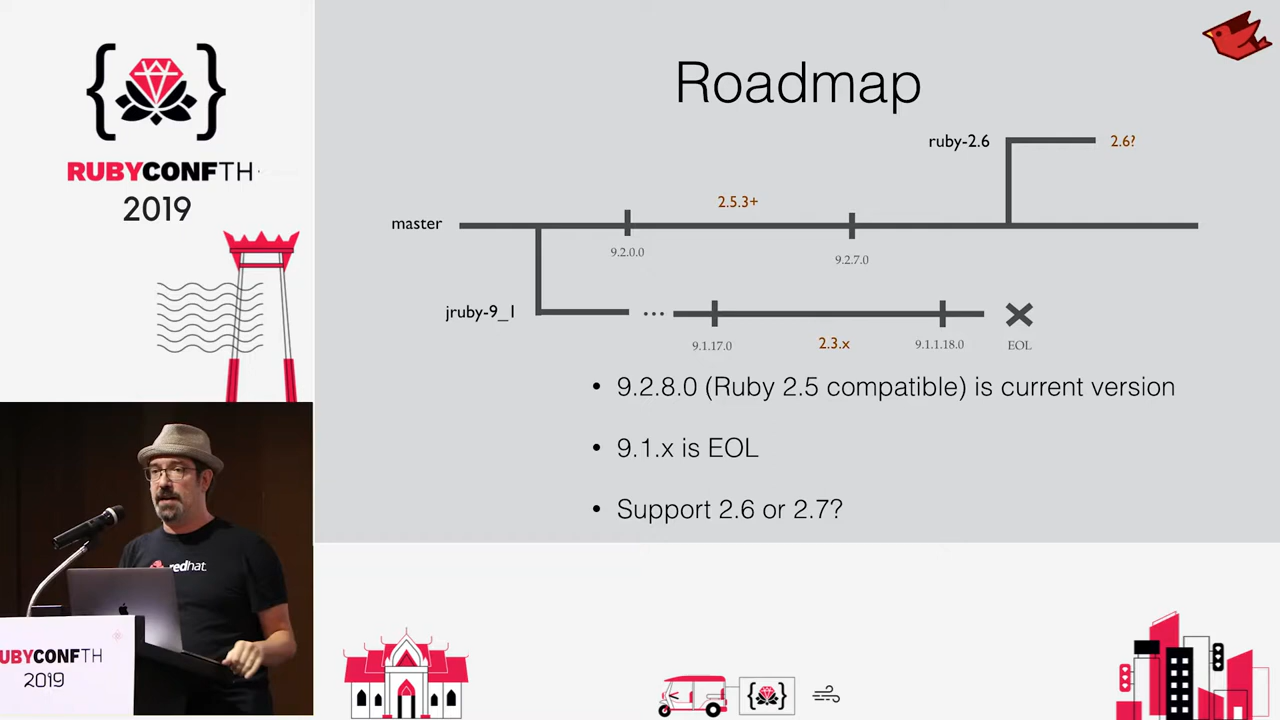 RUBYCONFTH
2019
Roadmap
ruby-2.6
2.6?
2.5.3+
master
9.2.0.0
9.2.7.0
jruby-9_1
...
9.1.17.0
2.3.x
9.1.1.18.0
EOL
• 9.2.8.0 (Ruby 2.5 compatible) is current version
• 9.1.x is EOL
• Support 2.6 or 2.7?
redhat
UBYCONFTH
2019